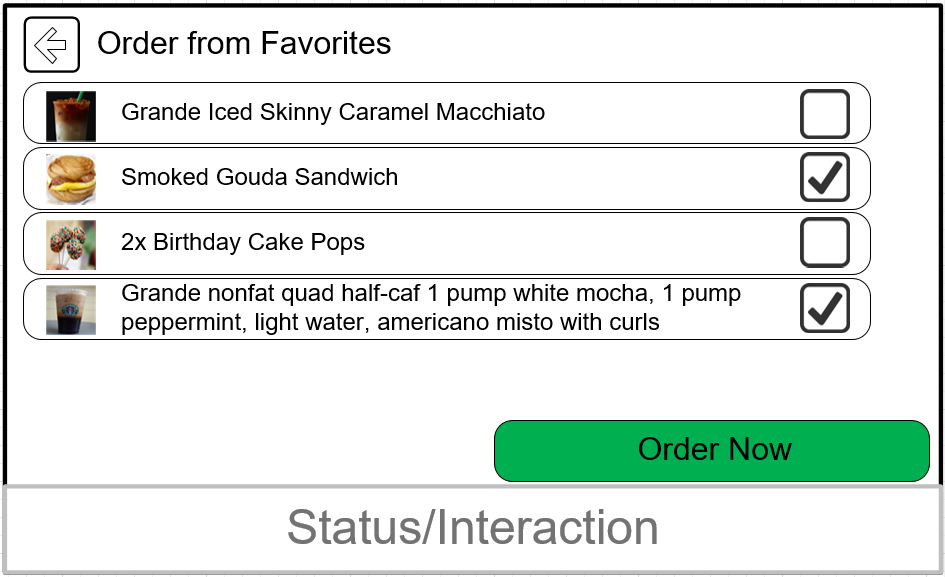 Order from Favorites
Grande Iced Skinny Caramel Macchiato
Smoked Gouda Sandwich
2x Birthday Cake Pops
Grande nonfat quad half-caf 1 pump white mocha, 1 pump
peppermint, light water, americano misto with curls
Order Now
Status/Interaction